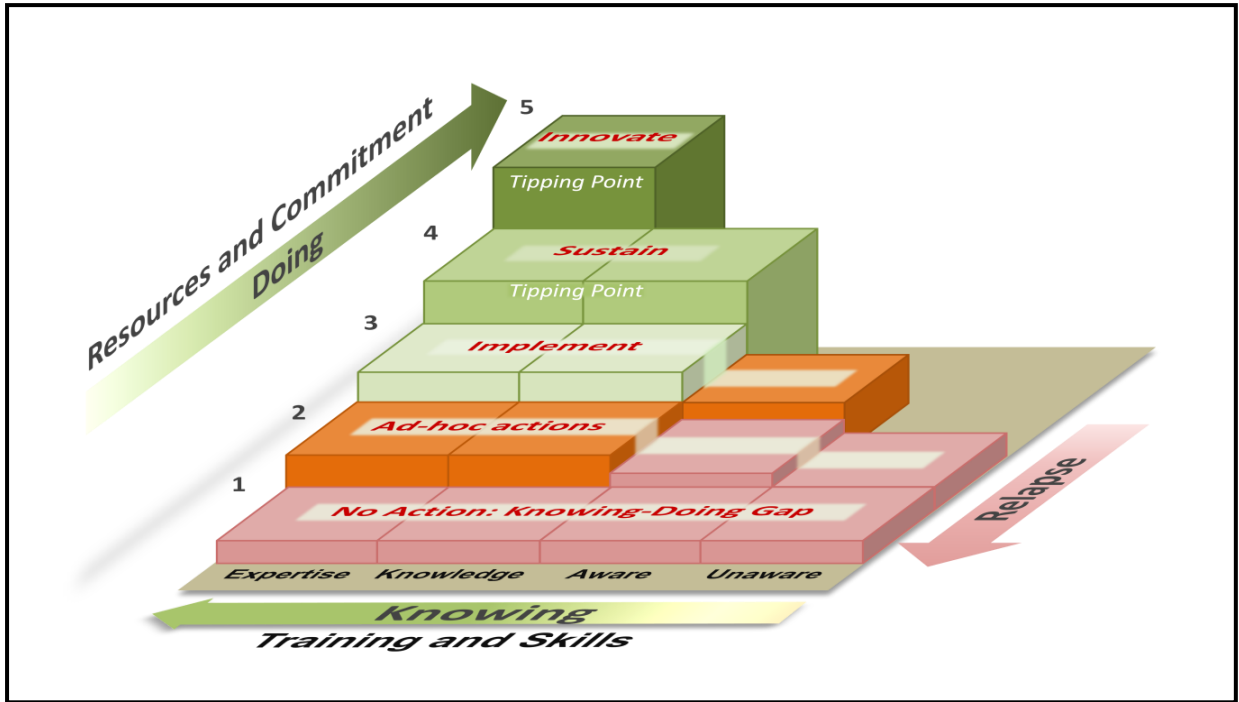 5
Innovate
Tipping Point
4
Sustain
Tipping Point
3
Implement
2
Ad-hoc actions
1
No Action: Knowing-Doing Gap
Expertise Knowledge Aware Unaware
Knowing
Training and Skills
Resources and Commitment
Doing
Relapse